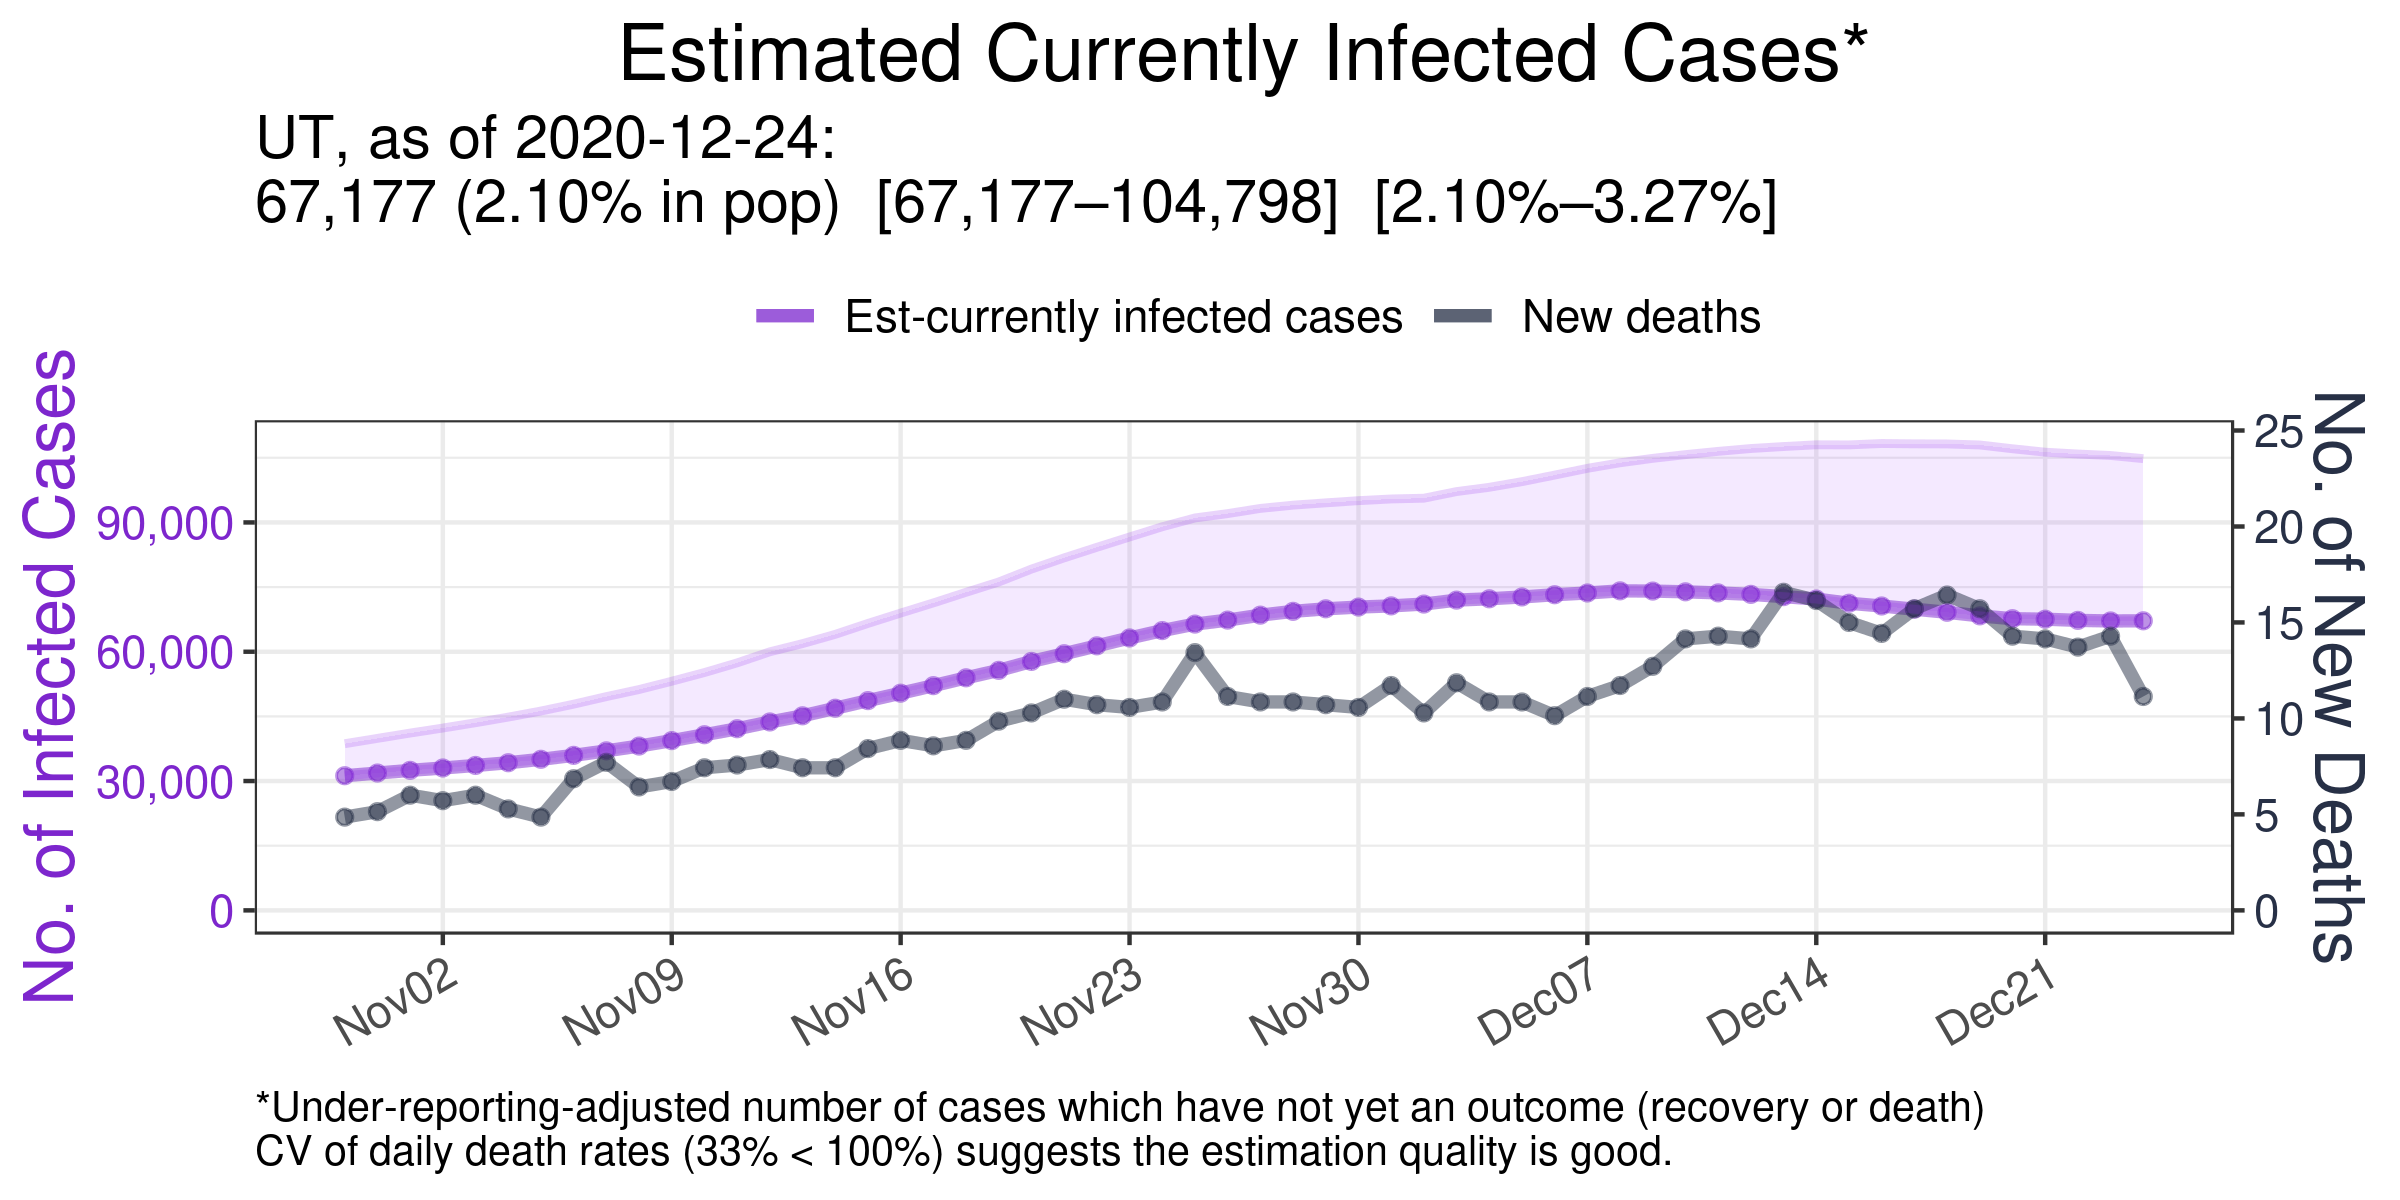 Estimated Currently Infected Cases*
UT, as of 2020-12-24:
67,177 (2.10% in pop)  [67,177–104,798]  [2.10%–3.27%]
Est-currently infected cases
New deaths
No. of Infected Cases
90,000
60,000
30,000
0
25
20
15
10
5
0
No. of New Deaths
Nov02
Nov09
Nov16
Nov23
Nov30
Dec07
Dec14
Dec21
*Under-reporting-adjusted number of cases which have not yet an outcome (recovery or death)
CV of daily death rates (33% < 100%) suggests the estimation quality is good.